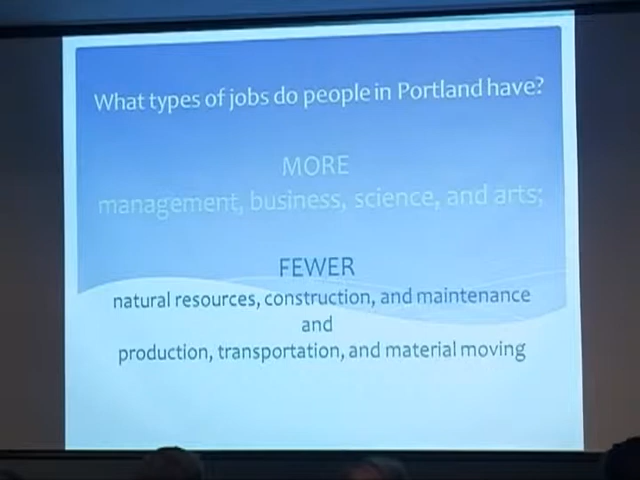 What types of jobs do people in Portland have?
MORE
management, business, science, and arts;
FEWER
natural resources, construction, and maintenance
and
production, transportation, and material moving